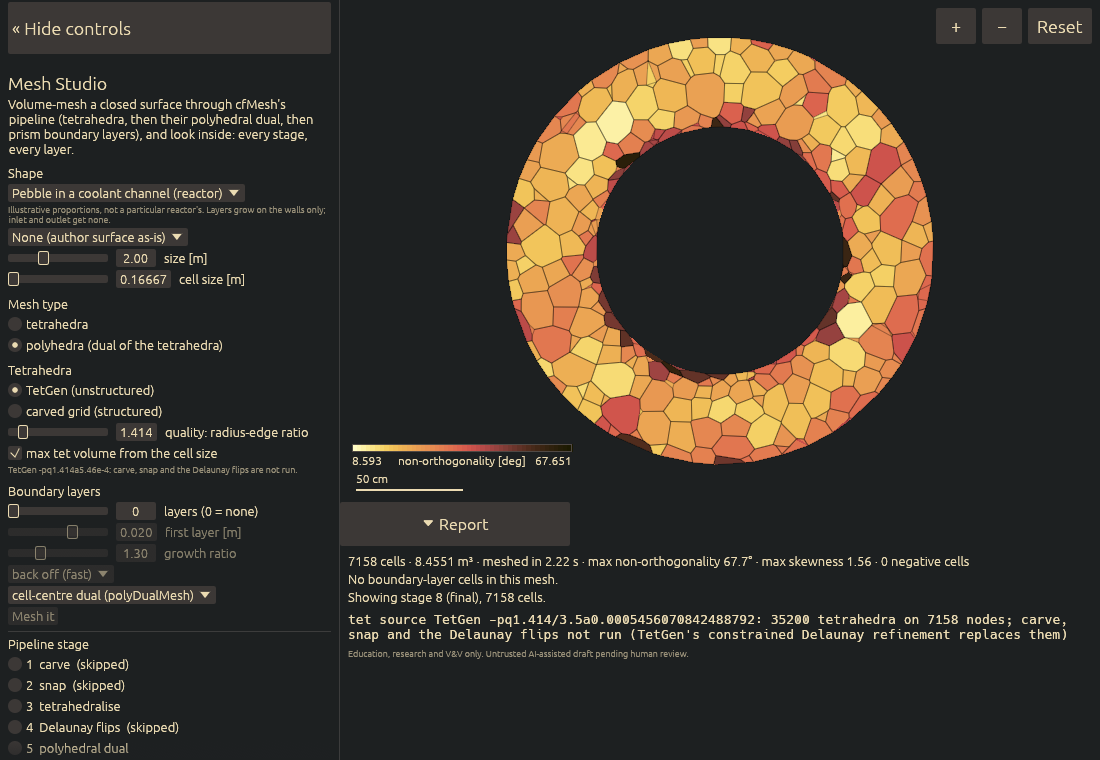 « Hide controls
Mesh Studio
Volume-mesh a closed surface through cfMesh's
pipeline (tetrahedra, then their polyhedral dual, then
prism boundary layers), and look inside: every stage,
every layer.
Shape
Pebble in a coolant channel (reactor)
Illustrative proportions, not a particular reactor's. Layers grow on the walls only;
inlet and outlet get none.
None (author surface as-is)
2.00 size [m]
0.16667 cell size [m]
Mesh type
tetrahedra
polyhedra (dual of the tetrahedra)
Tetrahedra
TetGen (unstructured)
carved grid (structured)
1.414 quality: radius-edge ratio
max tet volume from the cell size
TetGen -pq1.414a5.46e-4: carve, snap and the Delaunay flips are not run.
Boundary layers
0 layers (0 = none)
0.020 first layer [m]
1.30 growth ratio
back off (fast)
cell-centre dual (polyDualMesh)
Mesh it
Pipeline stage
1 carve (skipped)
2 snap (skipped)
3 tetrahedralise
4 Delaunay flips (skipped)
5 polyhedral dual
+ − Reset
8.593 non-orthogonality [deg] 67.651
50 cm
Report
7158 cells · 8.4551 m³ · meshed in 2.22 s · max non-orthogonality 67.7° · max skewness 1.56 · 0 negative cells
No boundary-layer cells in this mesh.
Showing stage 8 (final), 7158 cells.
tet source TetGen -pq1.414/3.5a0.0005456070842488792: 35200 tetrahedra on 7158 nodes; carve,
snap and the Delaunay flips not run (TetGen's constrained Delaunay refinement replaces them)
Education, research and V&V only. Untrusted AI-assisted draft pending human review.